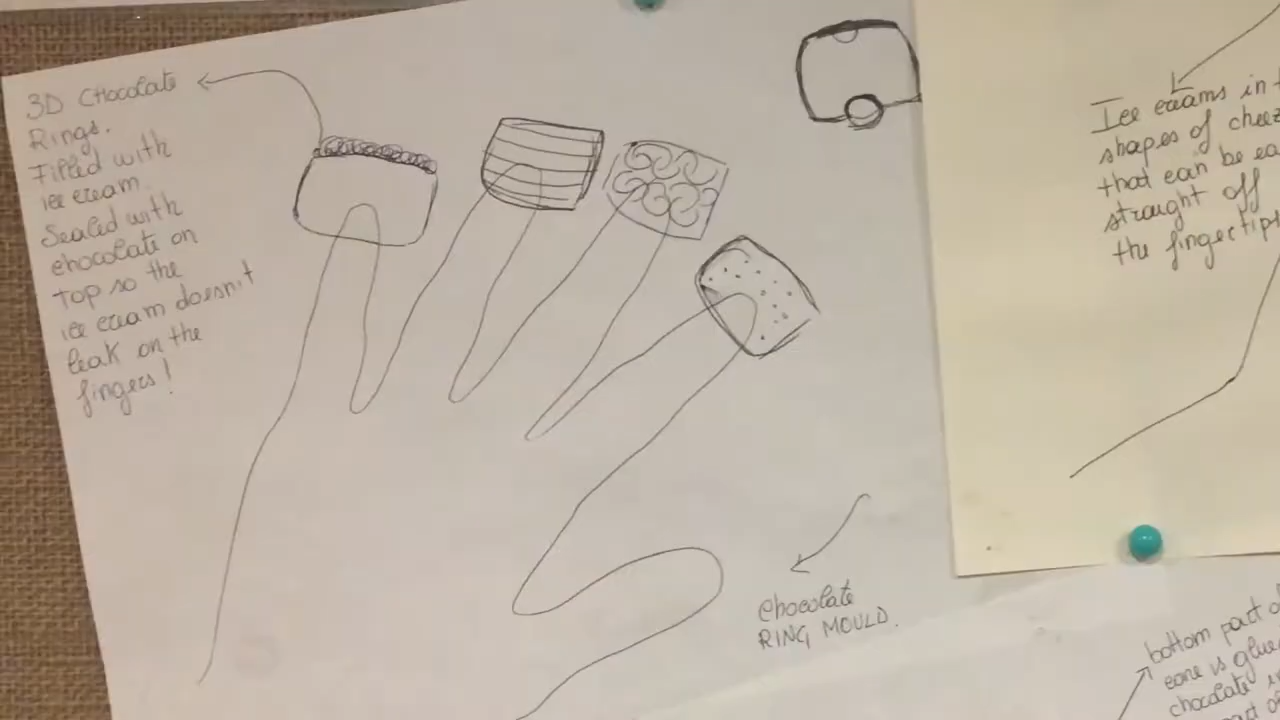 3D Chocolate
Rings.
Filled with
ice cream
Sealed with
chocolate on
top so the
ice cream doesn't
leak on the
fingers!
Chocolate
RING MOULD.
Ice creams in
shapes of
that can be
straught off
the fingertips
bottom part
cone is
chocolate
part